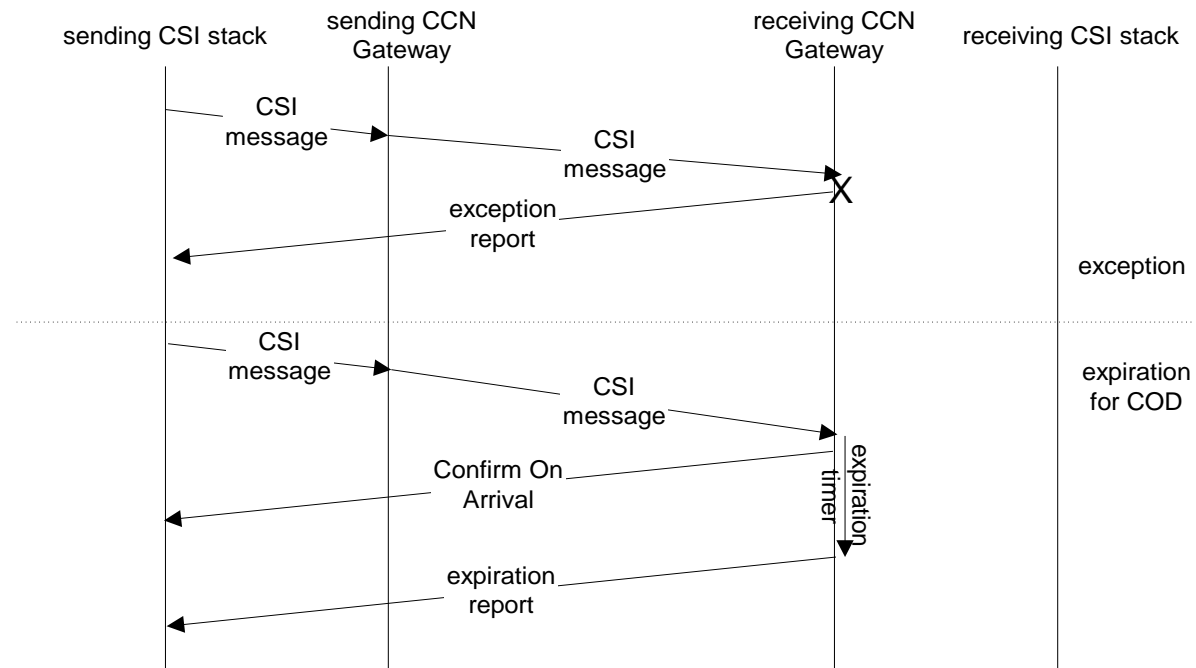 sending CSI stack
sending CCN
Gateway
receiving CCN
Gateway
receiving CSI stack
CSI
message
CSI
message
X
exception
report
exception
CSI
message
CSI
message
expiration
for COD
Confirm On
Arrival
expiration
timer
expiration
report